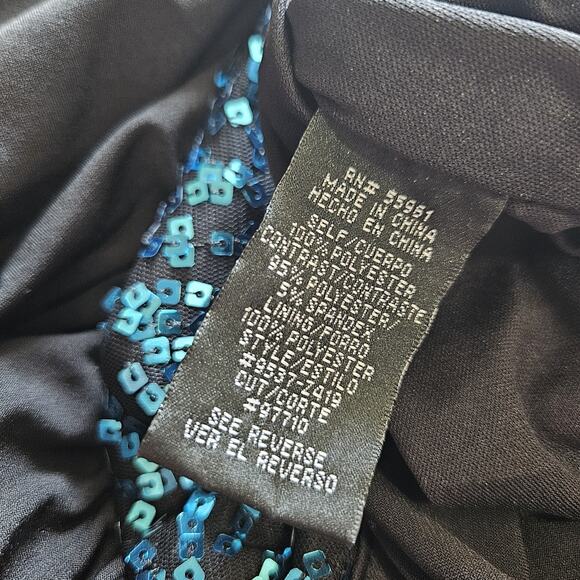 RN# 55961
MADE IN CHINA
HECHO EN CHINA
SELF/CUERPO
100% POLYESTER
CONTRAST/CONTRASTE
95% POLYESTER/
5% SPANDEX
LINING/FORRO
100% POLYESTER
STYLE/ESTILO
#9537-7419
CUT/CORTE
#97710
SEE REVERSE
VER EL REVERSO